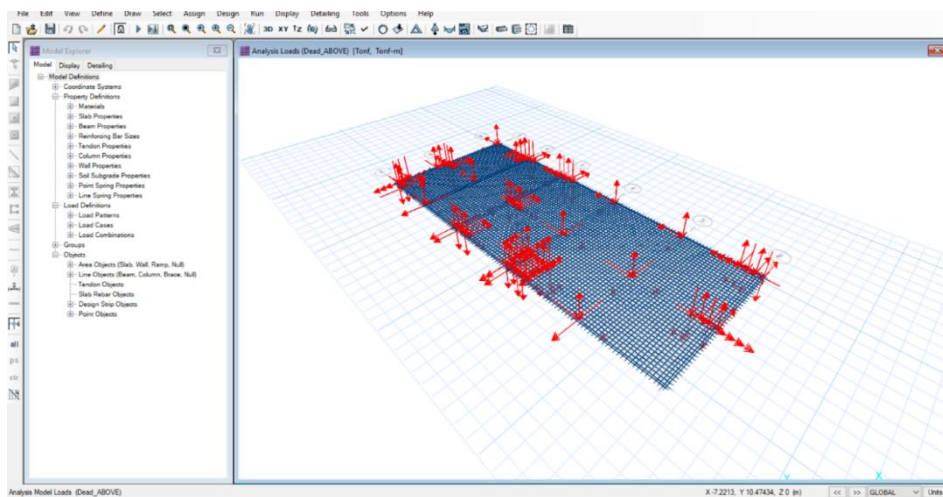 File Edit View Define Draw Select Assign Design Run Display Detailing Tools Options Help
3D XY
Model Explorer
Analysis Loads (Dead_ABOVE) [Tonf, Tonf-m]
Model Display Detailing
Model Definitions
Coordinate Systems
Property Definitions
Materials
Slab Properties
Beam Properties
Reinforcing Bar Sizes
Tendon Properties
Column Properties
Wall Properties
Soil Subgrade Properties
Point Spring Properties
Line Spring Properties
Load Definitions
Load Patterns
Load Cases
Load Combinations
Groups
Objects
Area Objects (Slab, Wall, Ramp, Null)
Line Objects (Beam, Column, Brace, Null)
Tendon Objects
Slab Rebar Objects
Design Strip Objects
Point Objects
all
ps
clr
X
Analysis Model Loads (Dead_ABOVE)
X -7.2213, Y 10.47434, Z 0 (m)
<< >> GLOBAL Units